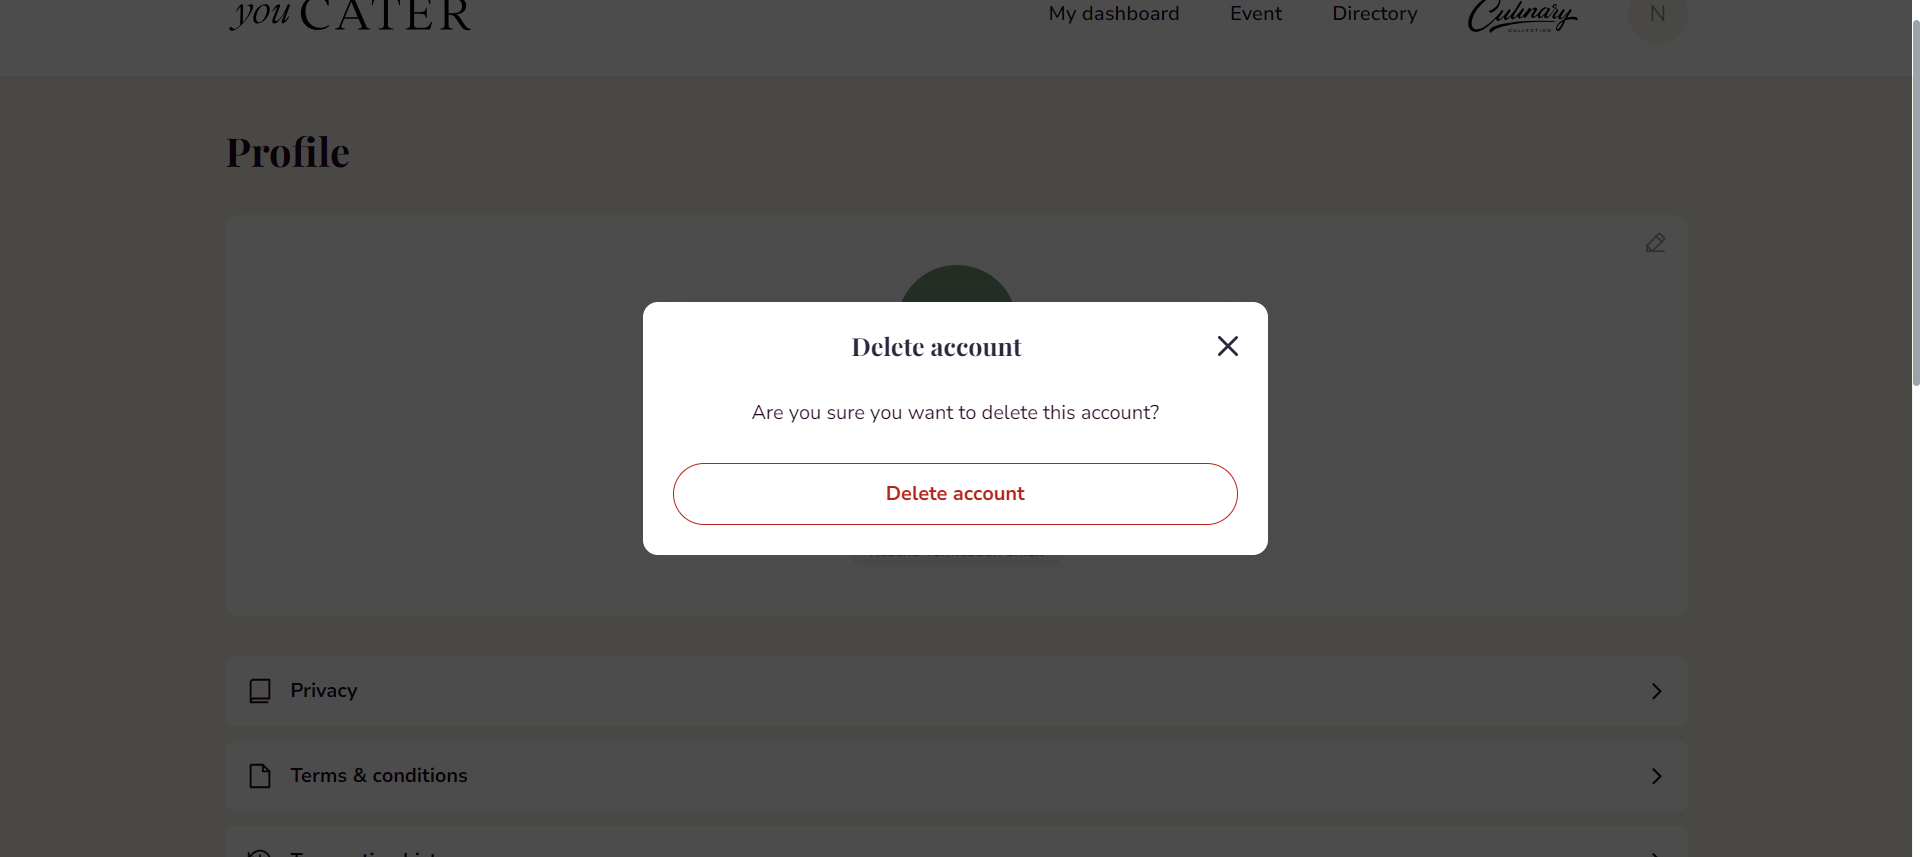 you CATER
My dashboard
Event
Directory
Culinary
COLLECTION
N
Profile
Delete account
Are you sure you want to delete this account?
Delete account
Privacy
Terms & conditions